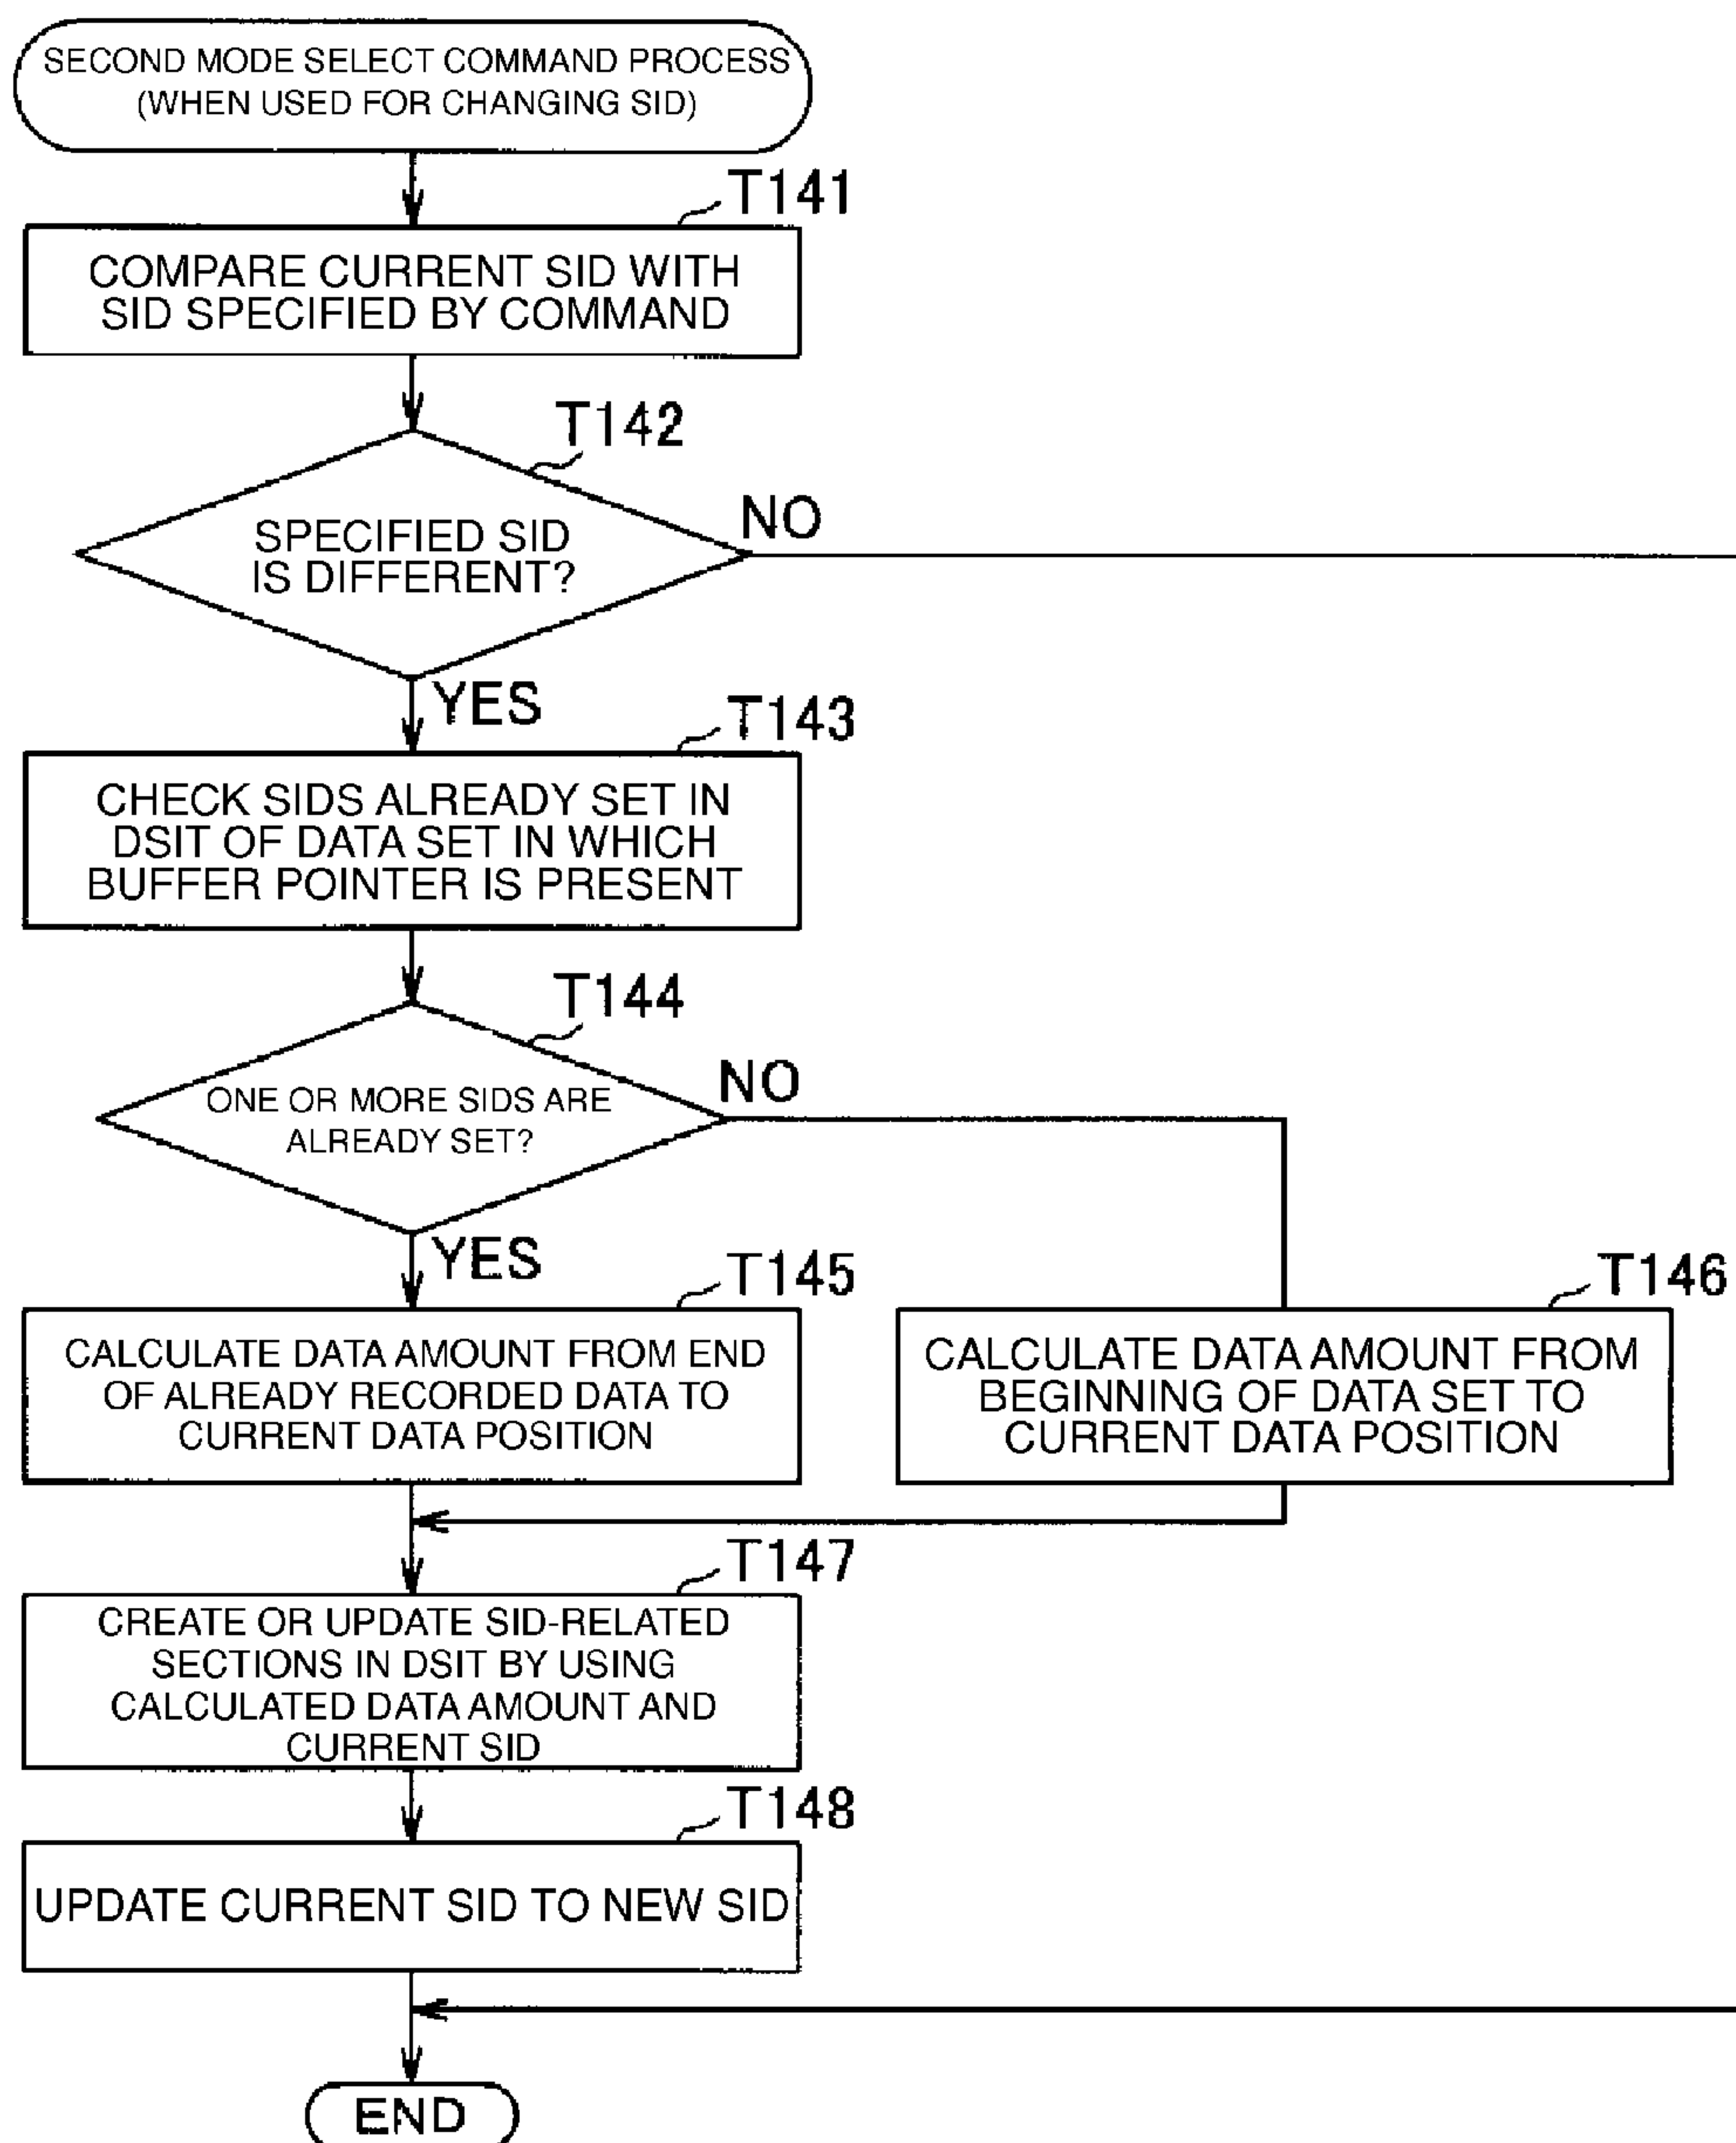 SECOND MODE SELECT COMMAND PROCESS
(WHEN USED FOR CHANGING SID)
T141
COMPARE CURRENT SID WITH
SID SPECIFIED BY COMMAND
T142
SPECIFIED SID
IS DIFFERENT?
NO
YES
T143
CHECK SIDS ALREADY SET IN
DSIT OF DATA SET IN WHICH
BUFFER POINTER IS PRESENT
T144
ONE OR MORE SIDS ARE
ALREADY SET?
NO
YES
T145
CALCULATE DATA AMOUNT FROM END
OF ALREADY RECORDED DATA TO
CURRENT DATA POSITION
T146
CALCULATE DATA AMOUNT FROM
BEGINNING OF DATA SET TO
CURRENT DATA POSITION
T147
CREATE OR UPDATE SID-RELATED
SECTIONS IN DSIT BY USING
CALCULATED DATA AMOUNT AND
CURRENT SID
T148
UPDATE CURRENT SID TO NEW SID
END